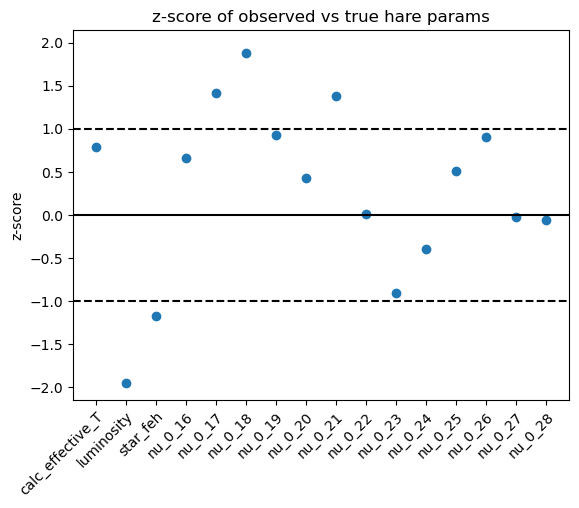 z-score of observed vs true hare params
z-score
2.0
1.5
1.0
0.5
0.0
−0.5
−1.0
−1.5
−2.0
calc_effective_T
luminosity
star_feh
nu_0_16
nu_0_17
nu_0_18
nu_0_19
nu_0_20
nu_0_21
nu_0_22
nu_0_23
nu_0_24
nu_0_25
nu_0_26
nu_0_27
nu_0_28